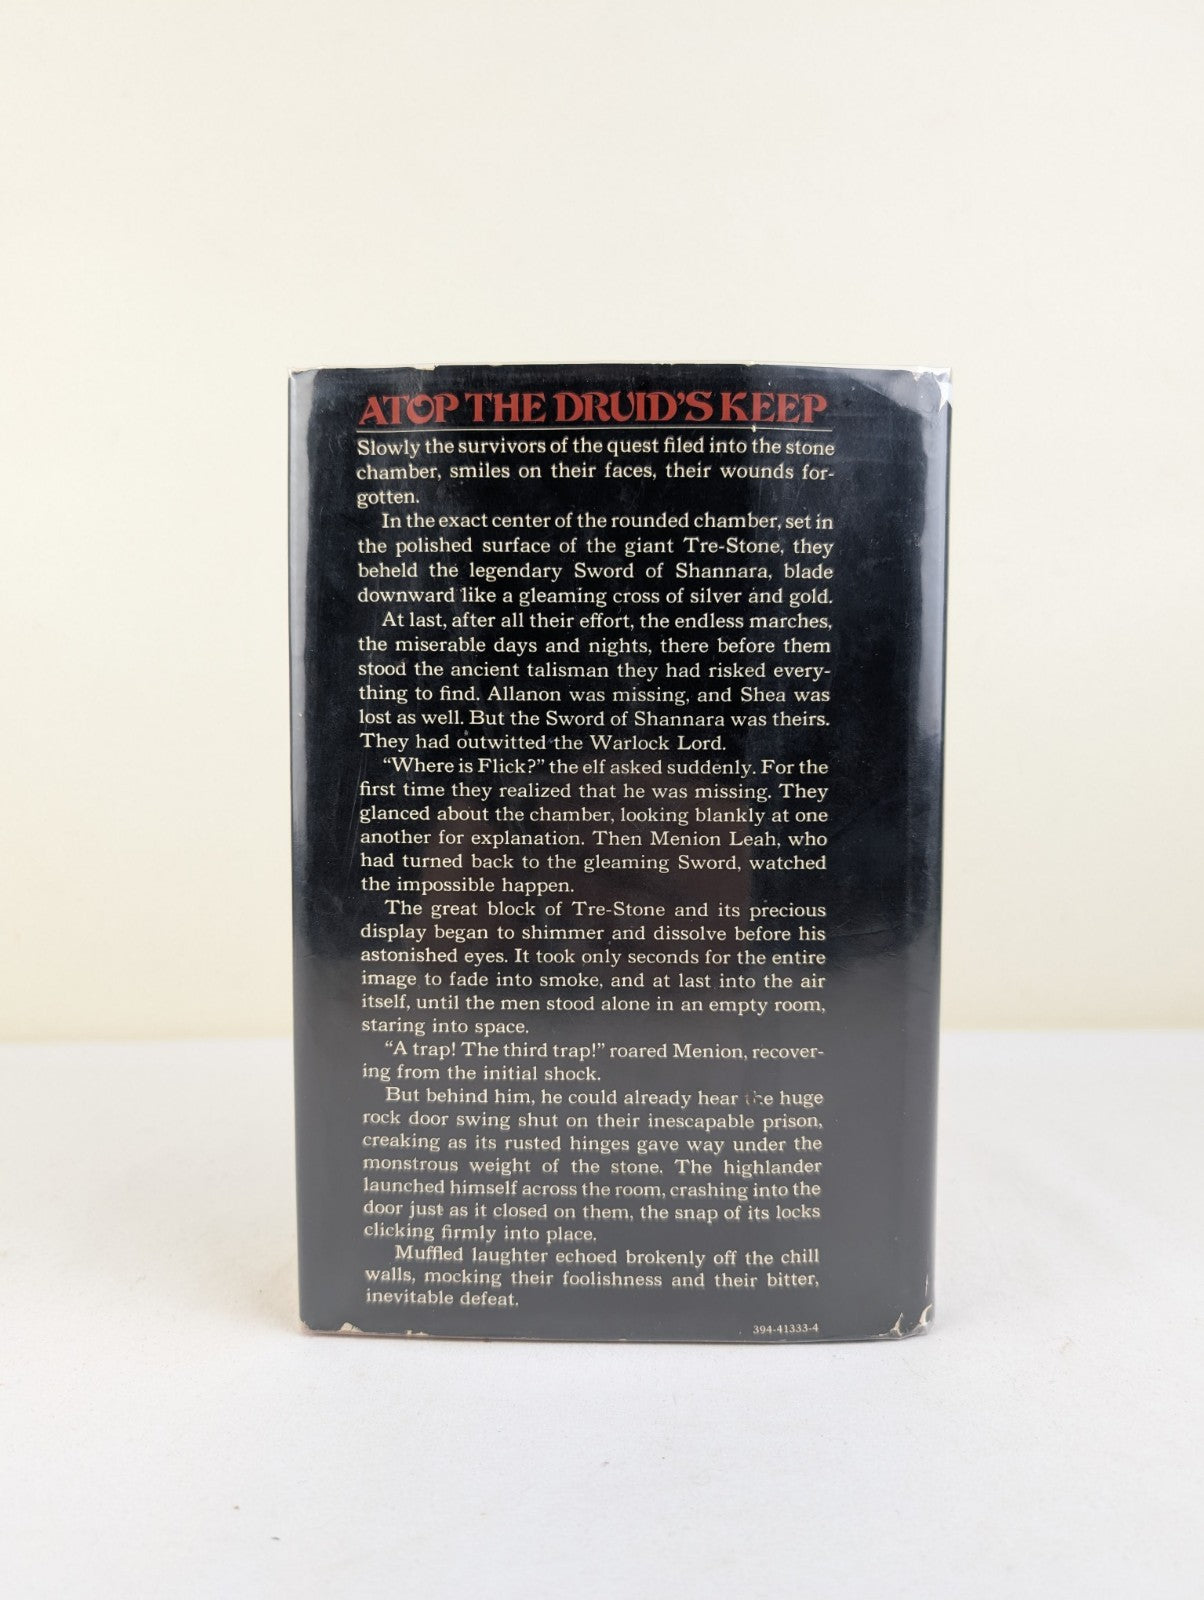 ATOP THE DRUID'S KEEP
Slowly the survivors of the quest filed into the stone
chamber, smiles on their faces, their wounds for-
gotten.
In the exact center of the rounded chamber, set in
the polished surface of the giant Tre-Stone, they
beheld the legendary Sword of Shannara, blade
downward like a gleaming cross of silver and gold.
At last, after all their effort, the endless marches,
the miserable days and nights, there before them
stood the ancient talisman they had risked every-
thing to find. Allanon was missing, and Shea was
lost as well. But the Sword of Shannara was theirs.
They had outwitted the Warlock Lord.
“Where is Flick?” the elf asked suddenly. For the
first time they realized that he was missing. They
glanced about the chamber, looking blankly at one
another for explanation. Then Menion Leah, who
had turned back to the gleaming Sword, watched
the impossible happen.
The great block of Tre-Stone and its precious
display began to shimmer and dissolve before his
astonished eyes. It took only seconds for the entire
image to fade into smoke, and at last into the air
itself, until the men stood alone in an empty room,
staring into space.
“A trap! The third trap!” roared Menion, recover-
ing from the initial shock.
But behind him, he could already hear the huge
rock door swing shut on their inescapable prison,
creaking as its rusted hinges gave way under the
monstrous weight of the stone. The highlander
launched himself across the room, crashing into the
door just as it closed on them, the snap of its locks
clicking firmly into place.
Muffled laughter echoed brokenly off the chill
walls, mocking their foolishness and their bitter,
inevitable defeat.
394-41333-4